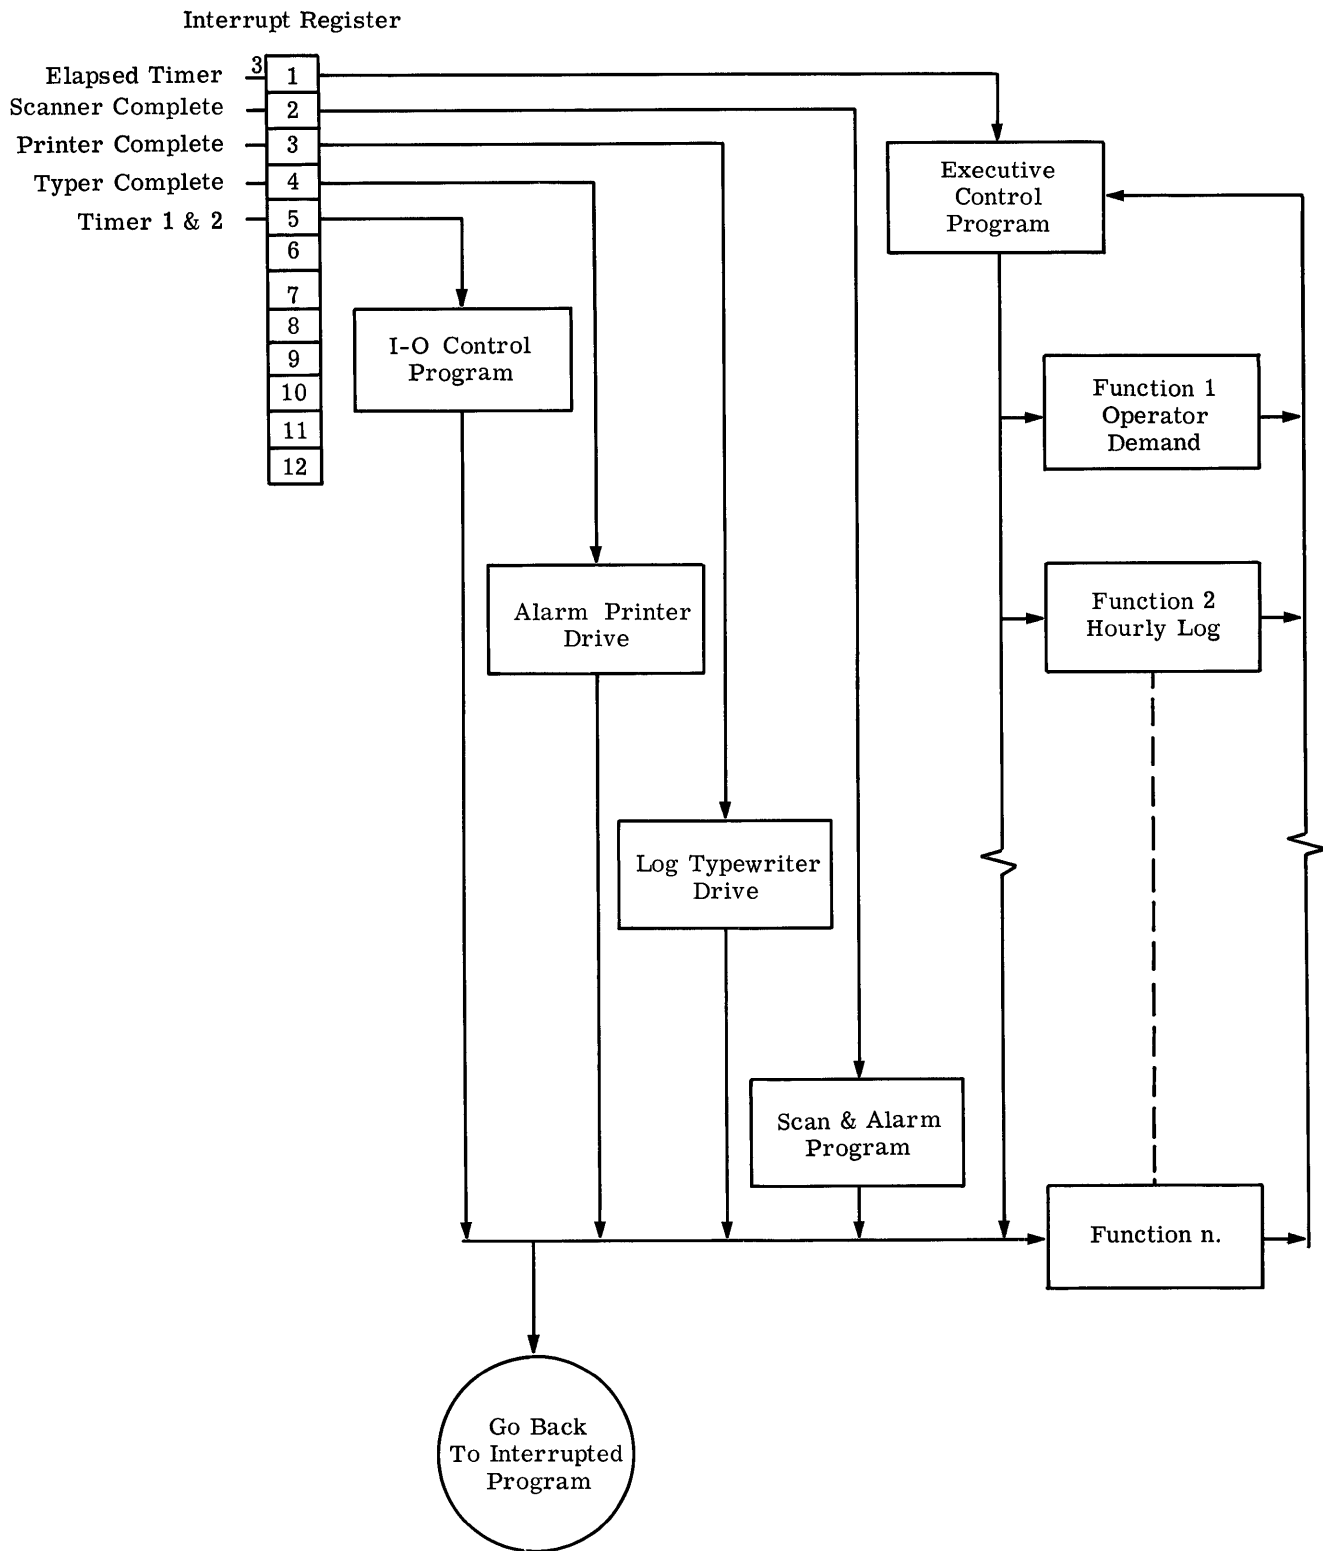 Interrupt Register
Elapsed Timer 3 1
Scanner Complete 2
Printer Complete 3
Typer Complete 4
Timer 1 & 2 5
6
7
8
9
10
11
12
Executive
Control
Program
I-O Control
Program
Function 1
Operator
Demand
Alarm Printer
Drive
Function 2
Hourly Log
Log Typewriter
Drive
Scan & Alarm
Program
Function n.
Go Back
To Interrupted
Program